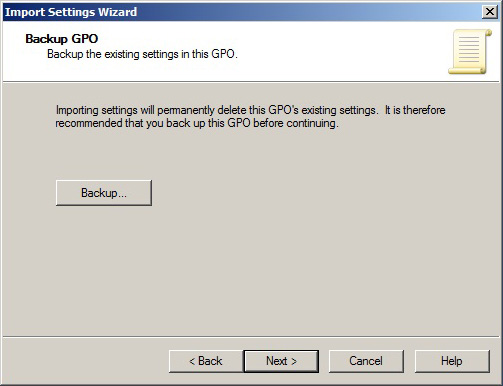 Import Settings Wizard
Backup GPO
Backup the existing settings in this GPO.
Importing settings will permanently delete this GPO's existing settings.  It is therefore
recommended that you back up this GPO before continuing.
Backup...
< Back
Next >
Cancel
Help